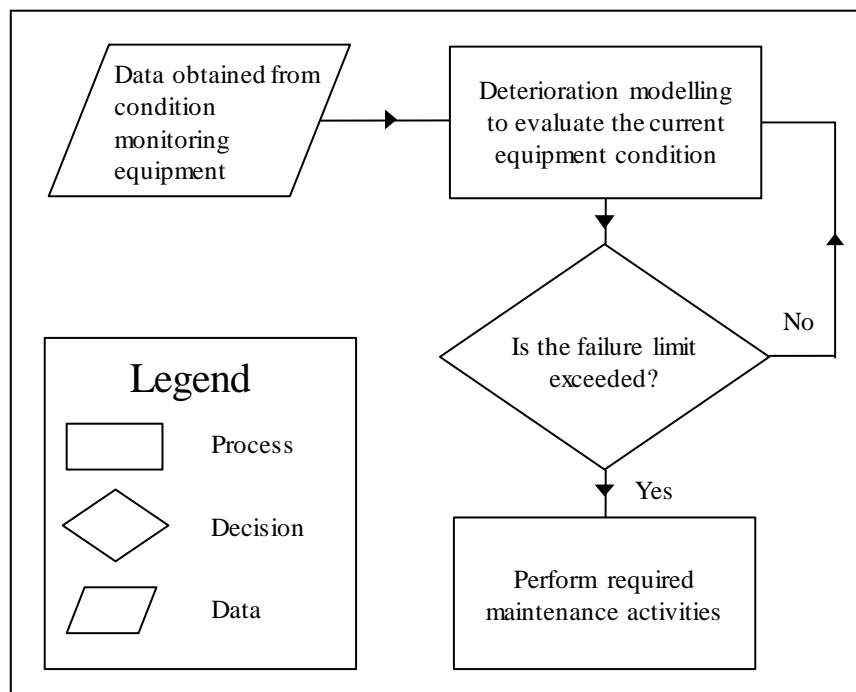 Data obtained from
condition
monitoring
equipment
Deterioration modelling
to evaluate the current
equipment condition
Is the failure limit
exceeded?
No
Yes
Perform required
maintenance activities
Legend
Process
Decision
Data